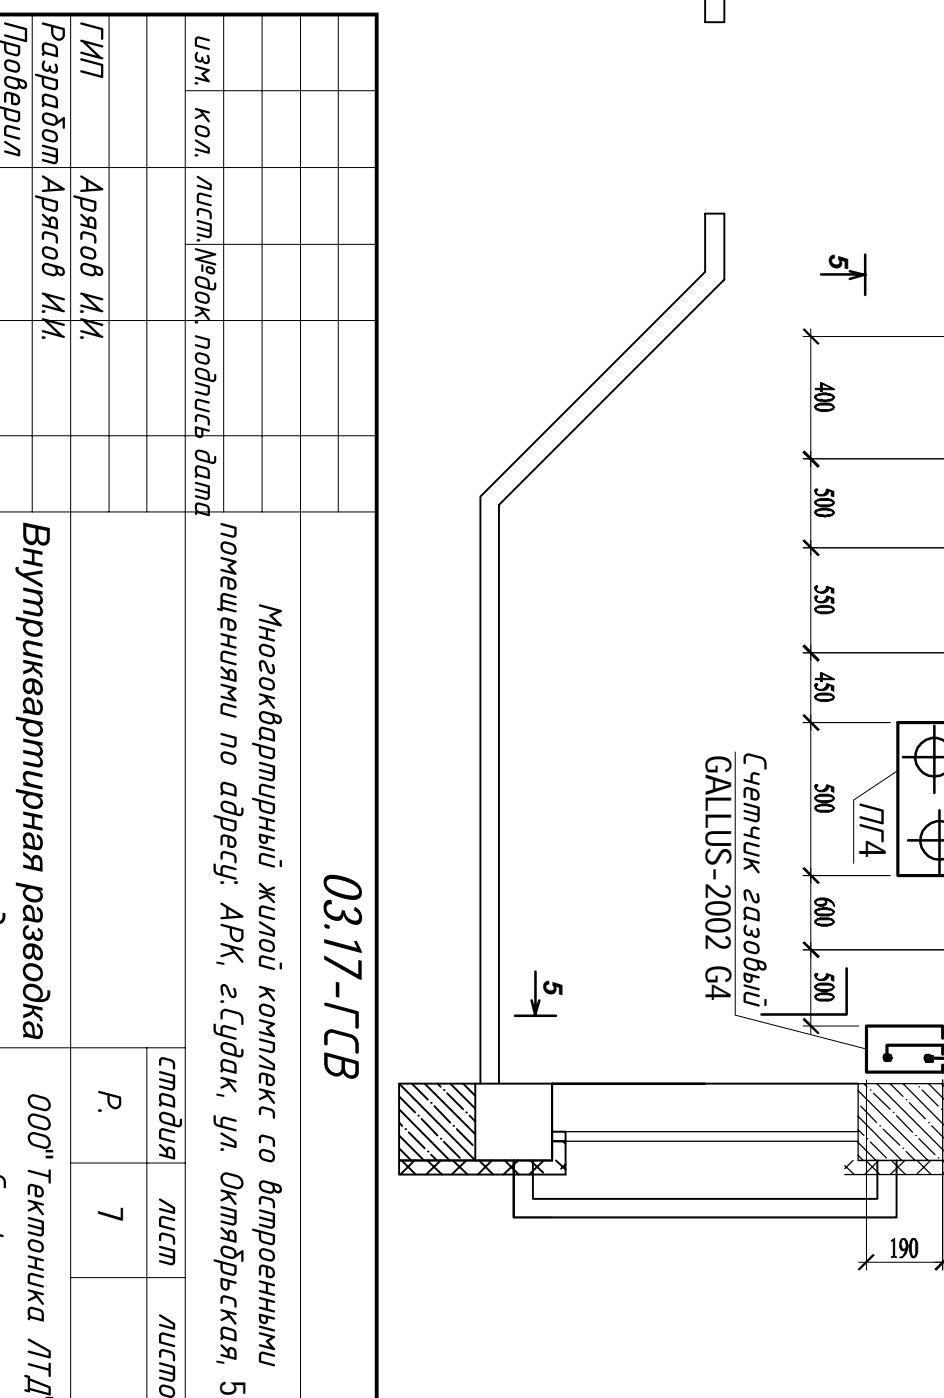 5
400
500
550
450
500
600
500
ПГ4
Счетчик газовый
GALLUS-2002 G4
5
190
03.17-ГСВ
Многоквартирный жилой комплекс со встроенными
помещениями по адресу: АРК, г.Судак, ул. Октябрьская, 5
изм. кол. лист. №док. подпись дата
ГИП Арясов И.И.
Разработ Арясов И.И.
Проверил
Внутриквартирная разводка
стадия лист
Р. 7
ООО"Тектоника ЛТД